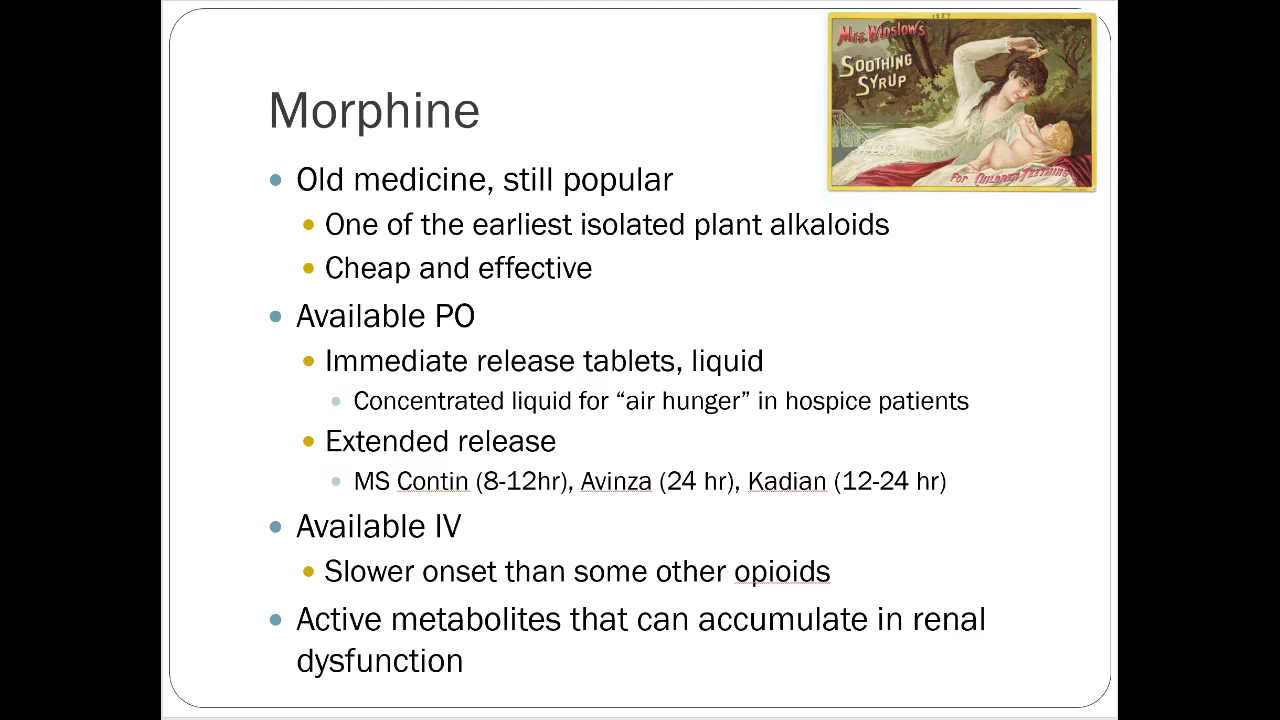 1887
Mrs. Winslow's
SOOTHING
SYRUP
FOR CHILDREN TEETHING
Morphine
Old medicine, still popular
One of the earliest isolated plant alkaloids
Cheap and effective
Available PO
Immediate release tablets, liquid
Concentrated liquid for “air hunger” in hospice patients
Extended release
MS Contin (8-12hr), Avinza (24 hr), Kadian (12-24 hr)
Available IV
Slower onset than some other opioids
Active metabolites that can accumulate in renal
dysfunction